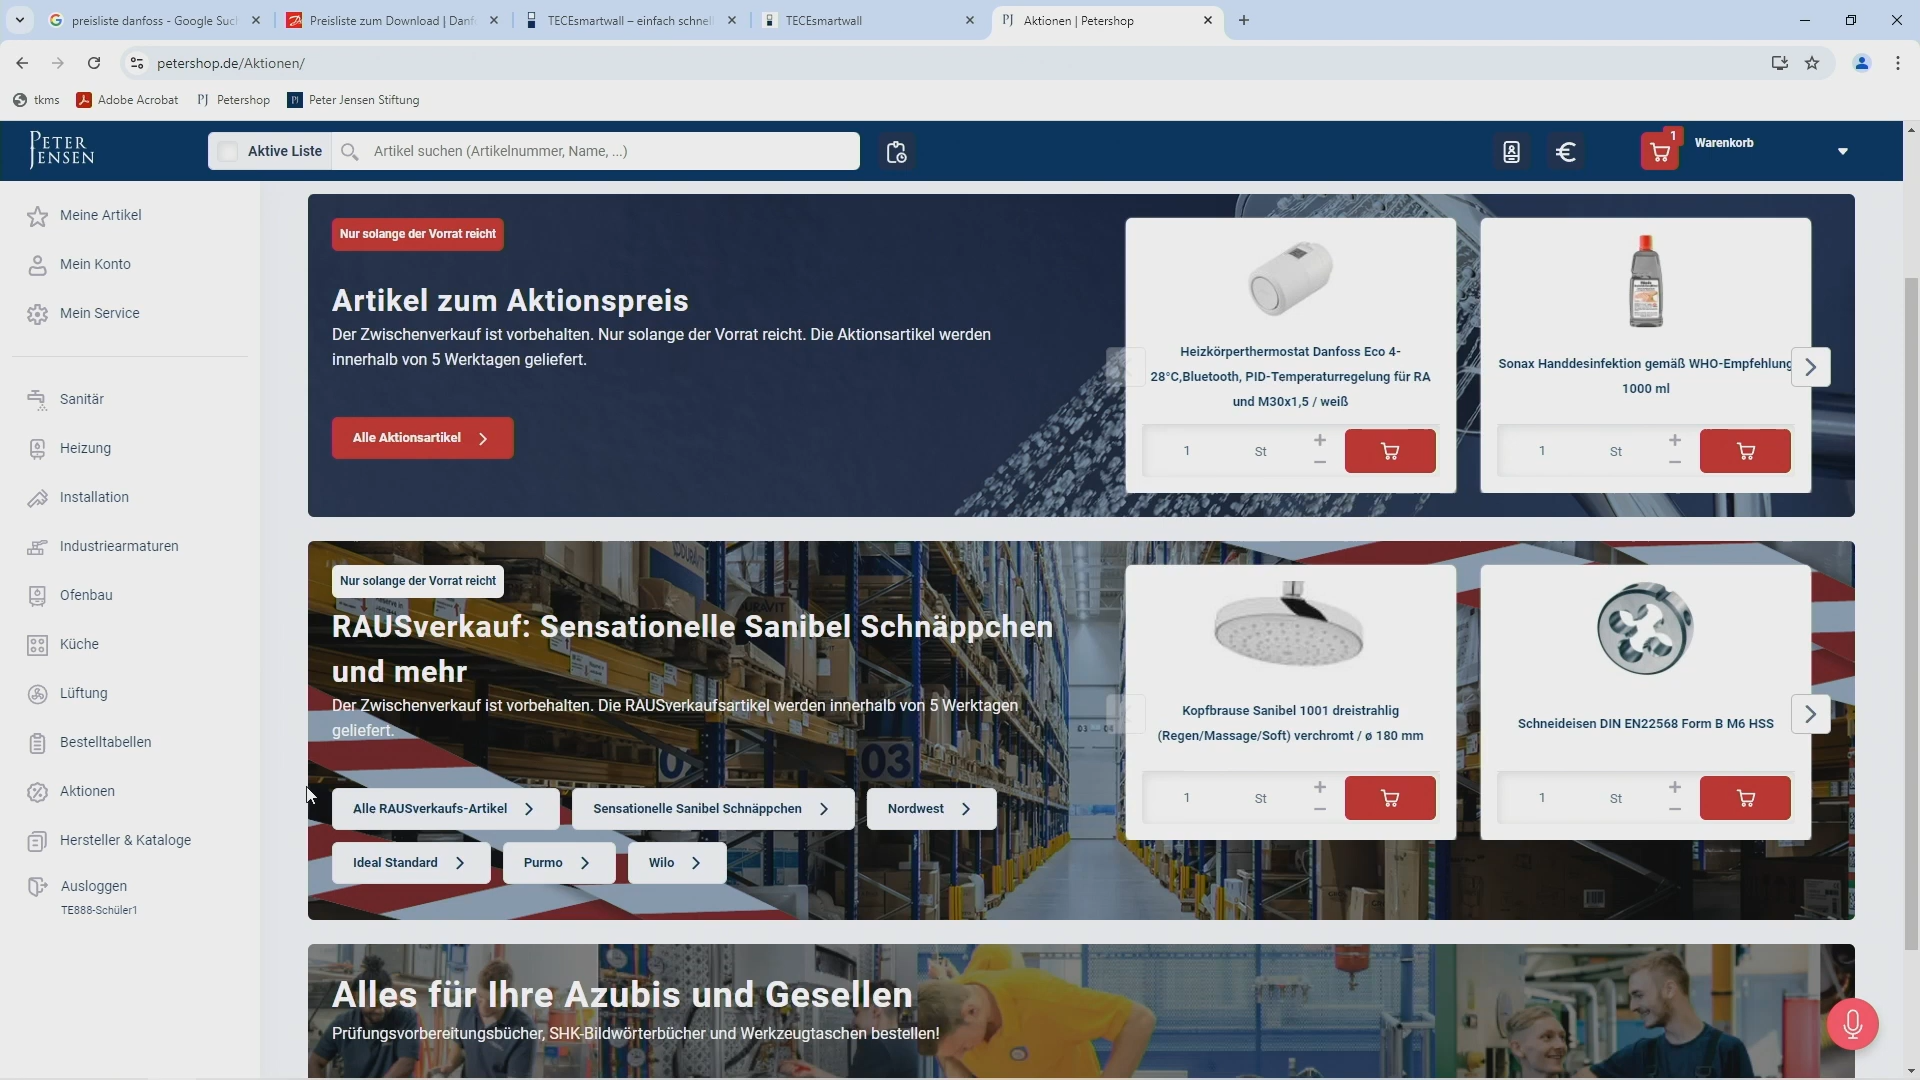 preisliste danfoss - Google Suc
Preisliste zum Download | Danf
TECEsmartwall – einfach schnell
TECEsmartwall
PJ Aktionen | Petershop
petershop.de/Aktionen/
tkms
Adobe Acrobat
PJ Petershop
PJ Peter Jensen Stiftung
PETER
JENSEN
Aktive Liste
Artikel suchen (Artikelnummer, Name, ...)
1
Warenkorb
Meine Artikel
Mein Konto
Mein Service
Sanitär
Heizung
Installation
Industriearmaturen
Ofenbau
Küche
Lüftung
Bestelltabellen
Aktionen
Hersteller & Kataloge
Ausloggen
TE888-Schüler1
Nur solange der Vorrat reicht
Artikel zum Aktionspreis
Der Zwischenverkauf ist vorbehalten. Nur solange der Vorrat reicht. Die Aktionsartikel werden
innerhalb von 5 Werktagen geliefert.
Alle Aktionsartikel
Heizkörperthermostat Danfoss Eco 4-
28°C,Bluetooth, PID-Temperaturregelung für RA
und M30x1,5 / weiß
1 St
Sonax Handdesinfektion gemäß WHO-Empfehlung
1000 ml
1 St
Nur solange der Vorrat reicht
RAUSverkauf: Sensationelle Sanibel Schnäppchen
und mehr
Der Zwischenverkauf ist vorbehalten. Die RAUSverkaufsartikel werden innerhalb von 5 Werktagen
geliefert.
03
Alle RAUSverkaufs-Artikel
Sensationelle Sanibel Schnäppchen
Nordwest
Ideal Standard
Purmo
Wilo
Kopfbrause Sanibel 1001 dreistrahlig
(Regen/Massage/Soft) verchromt / ø 180 mm
1 St
Schneideisen DIN EN22568 Form B M6 HSS
1 St
Alles für Ihre Azubis und Gesellen
Prüfungsvorbereitungsbücher, SHK-Bildwörterbücher und Werkzeugtaschen bestellen!